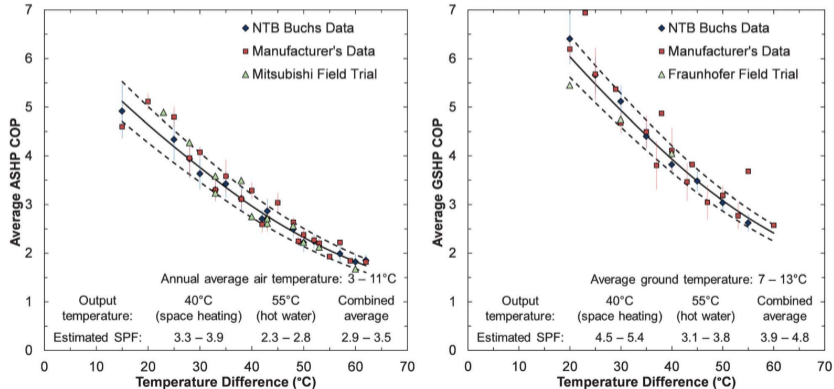 7
6
5
4
3
2
1
0
Average ASHP COP
NTB Buchs Data
Manufacturer's Data
Mitsubishi Field Trial
Annual average air temperature: 3 – 11°C
Output temperature:
40°C (space heating)
55°C (hot water)
Combined average
Estimated SPF: 3.3 – 3.9 2.3 – 2.8 2.9 – 3.5
0 10 20 30 40 50 60 70
Temperature Difference (°C)
7
6
5
4
3
2
1
0
Average GSHP COP
NTB Buchs Data
Manufacturer's Data
Fraunhofer Field Trial
Average ground temperature: 7 – 13°C
Output temperature:
40°C (space heating)
55°C (hot water)
Combined average
Estimated SPF: 4.5 – 5.4 3.1 – 3.8 3.9 – 4.8
0 10 20 30 40 50 60 70
Temperature Difference (°C)